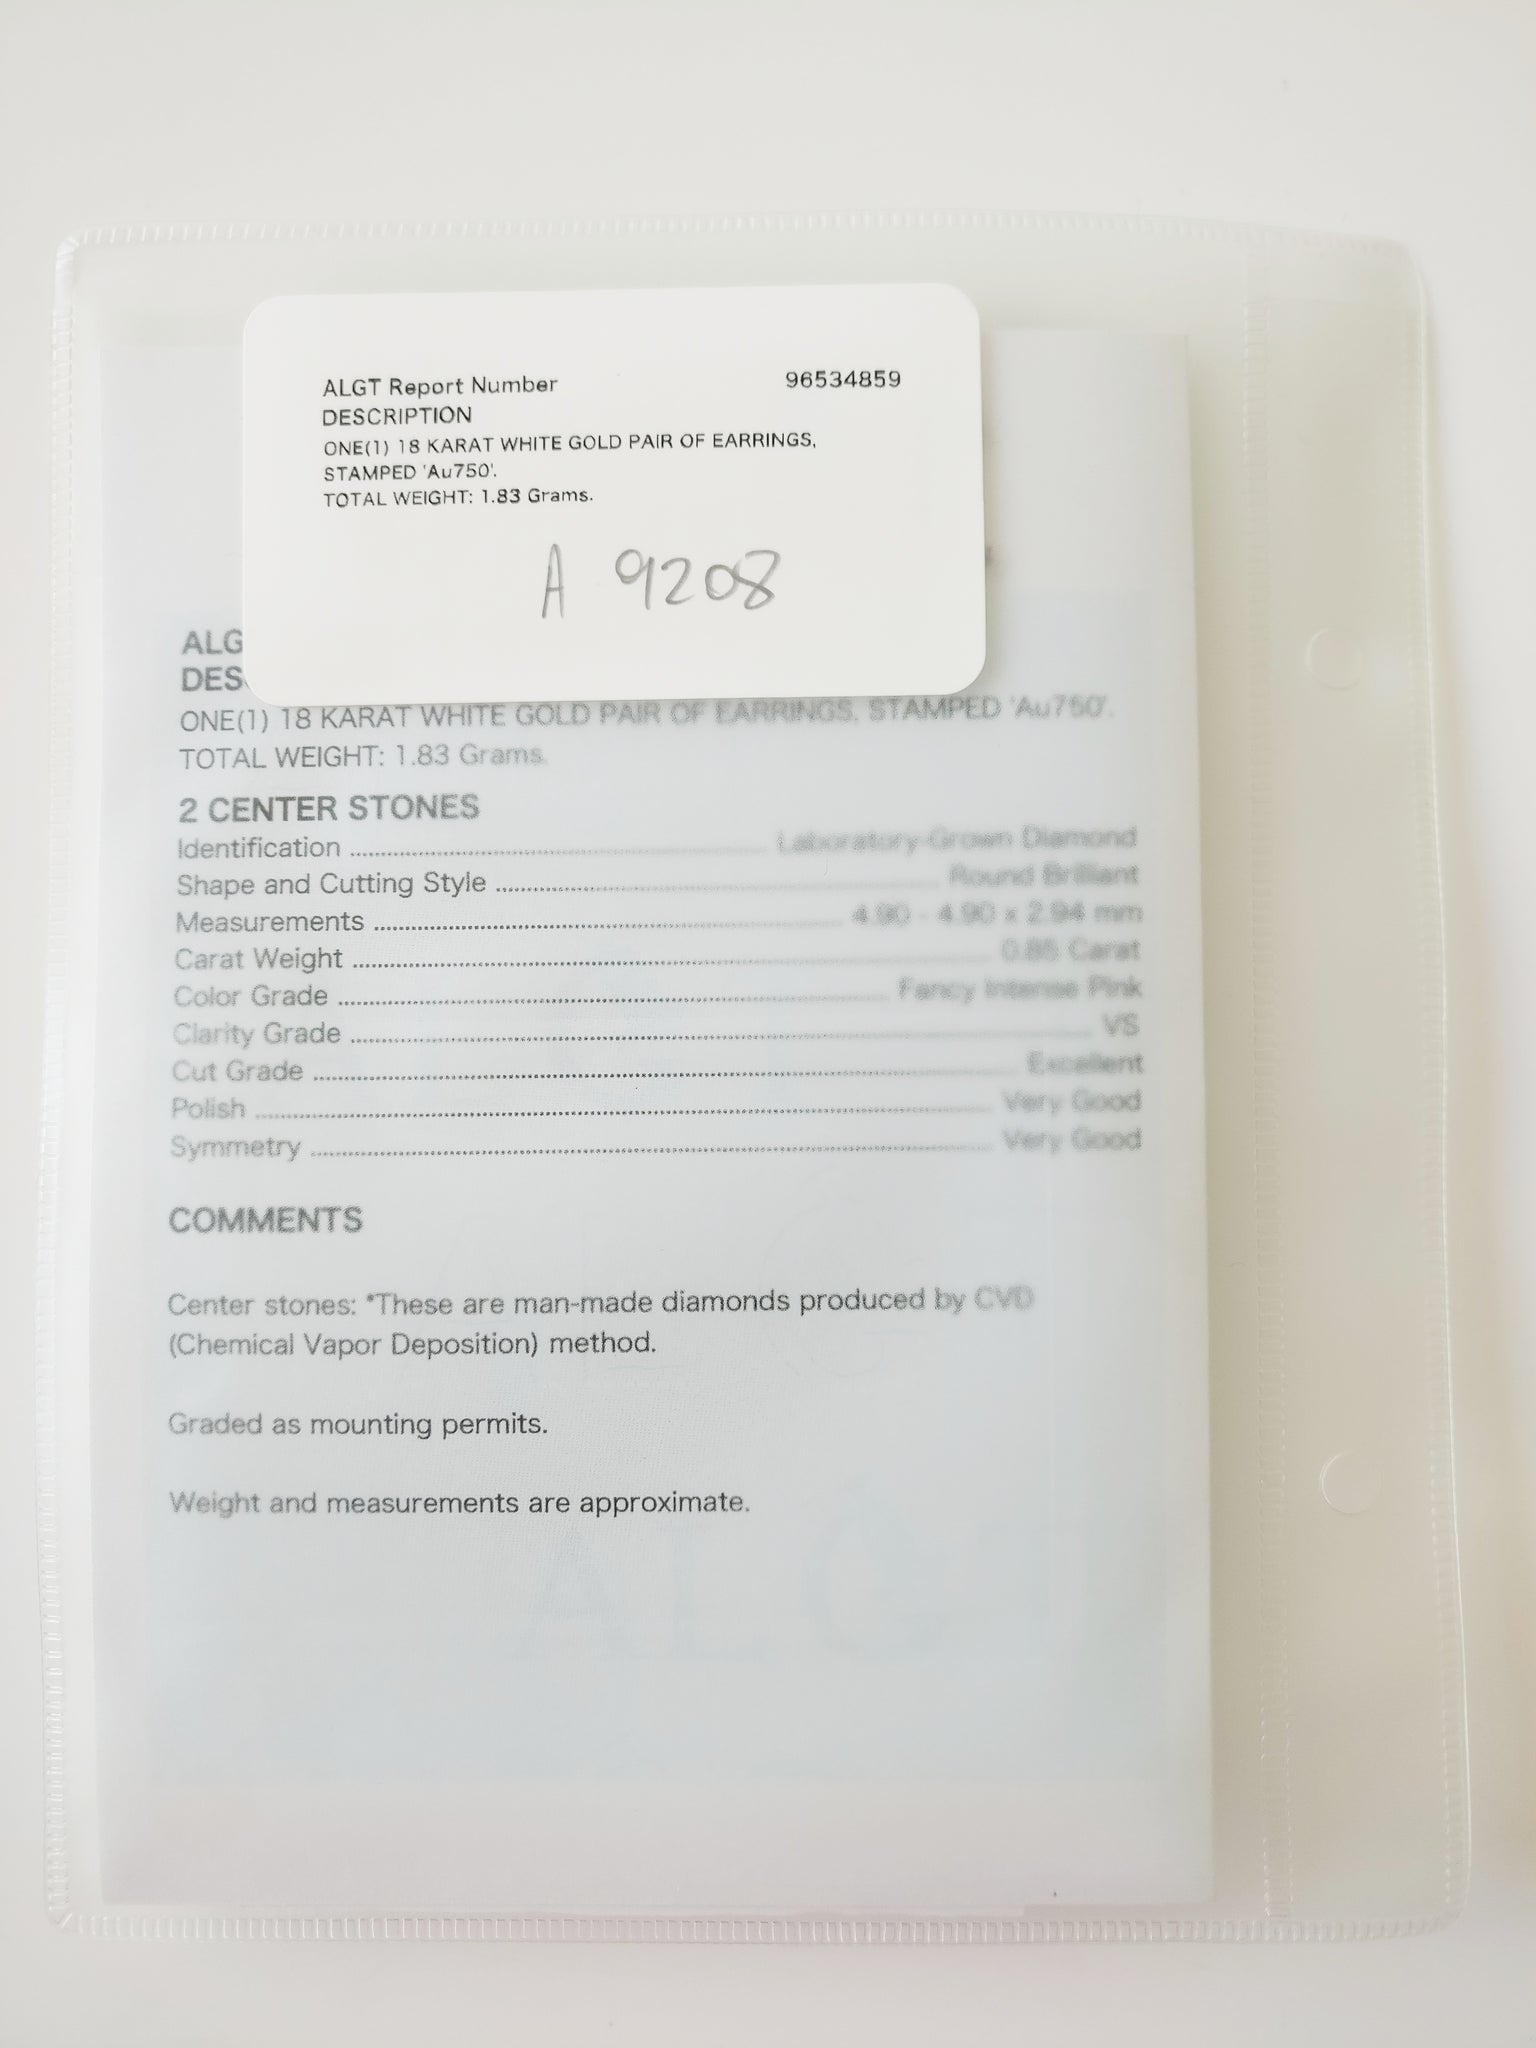 ALGT Report Number 96534859
DESCRIPTION
ONE(1) 18 KARAT WHITE GOLD PAIR OF EARRINGS,
STAMPED 'Au750'.
TOTAL WEIGHT: 1.83 Grams.
A 9208
ALG
DES
ONE(1) 18 KARAT WHITE GOLD PAIR OF EARRINGS, STAMPED 'Au750'.
TOTAL WEIGHT: 1.83 Grams.
2 CENTER STONES
Identification ........ Laboratory-Grown Diamond
Shape and Cutting Style ........ Round Brilliant
Measurements ........ 4.90 - 4.90 x 2.94 mm
Carat Weight ........ 0.85 Carat
Color Grade ........ Fancy Intense Pink
Clarity Grade ........ VS
Cut Grade ........ Excellent
Polish ........ Very Good
Symmetry ........ Very Good
COMMENTS
Center stones: *These are man-made diamonds produced by CVD
(Chemical Vapor Deposition) method.
Graded as mounting permits.
Weight and measurements are approximate.